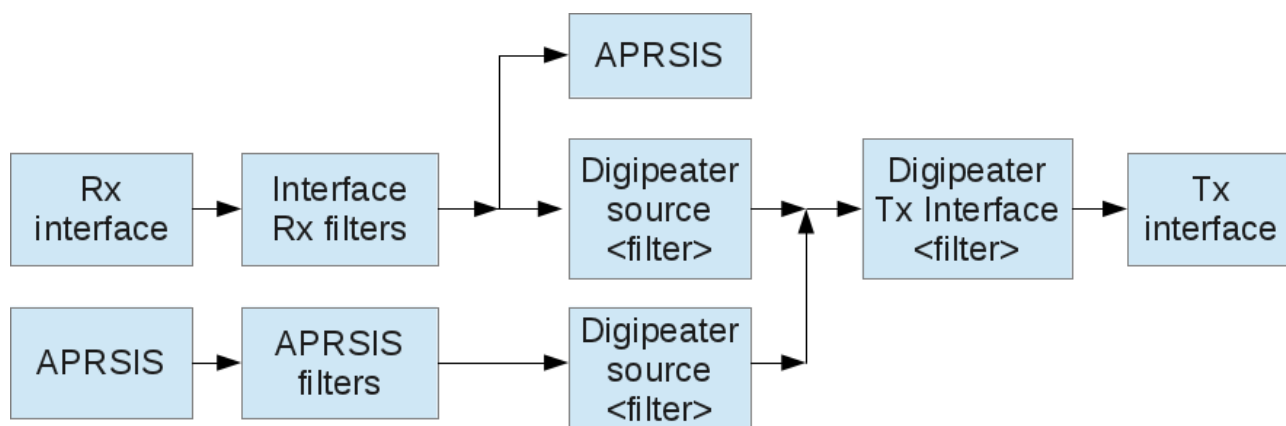 APRSIS
Rx
interface
Interface
Rx filters
Digipeater
source
<filter>
Digipeater
Tx Interface
<filter>
Tx
interface
APRSIS
APRSIS
filters
Digipeater
source
<filter>